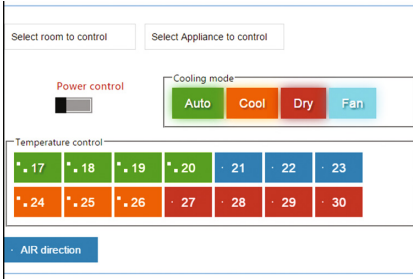 Select room to control
Select Appliance to control
Power control
Cooling mode
Auto
Cool
Dry
Fan
Temperature control
17
18
19
20
21
22
23
24
25
26
27
28
29
30
AIR direction